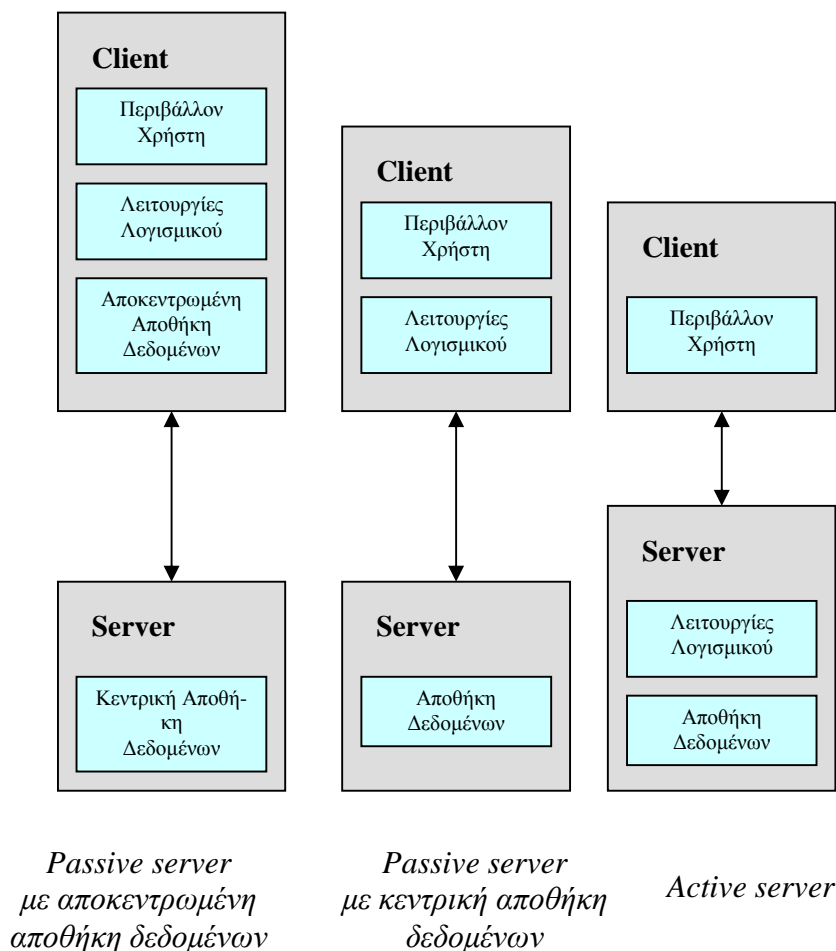 Client
Περιβάλλον
Χρήστη
Λειτουργίες
Λογισμικού
Αποκεντρωμένη
Αποθήκη
Δεδομένων
Server
Κεντρική Αποθή-
κη
Δεδομένων
Passive server
με αποκεντρωμένη
αποθήκη δεδομένων
Client
Περιβάλλον
Χρήστη
Λειτουργίες
Λογισμικού
Server
Αποθήκη
Δεδομένων
Passive server
με κεντρική αποθήκη
δεδομένων
Client
Περιβάλλον
Χρήστη
Server
Λειτουργίες
Λογισμικού
Αποθήκη
Δεδομένων
Active server